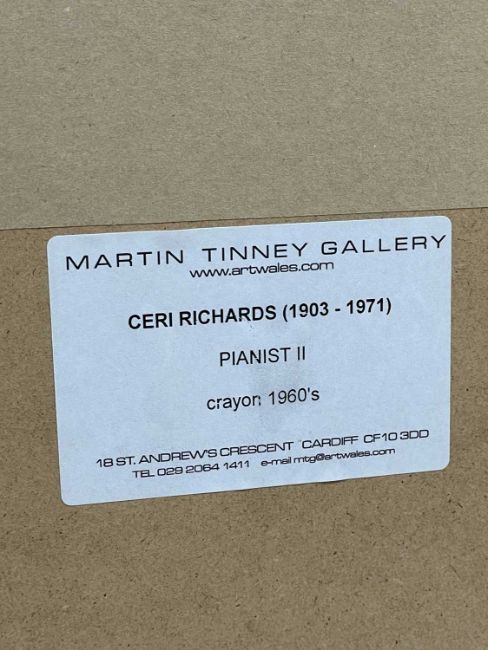 MARTIN TINNEY GALLERY
www.artwales.com
CERI RICHARDS (1903 - 1971)
PIANIST II
crayon 1960's
18 ST. ANDREW'S CRESCENT CARDIFF CF10 3DD
TEL 029 2064 1411 e-mail mtg@artwales.com